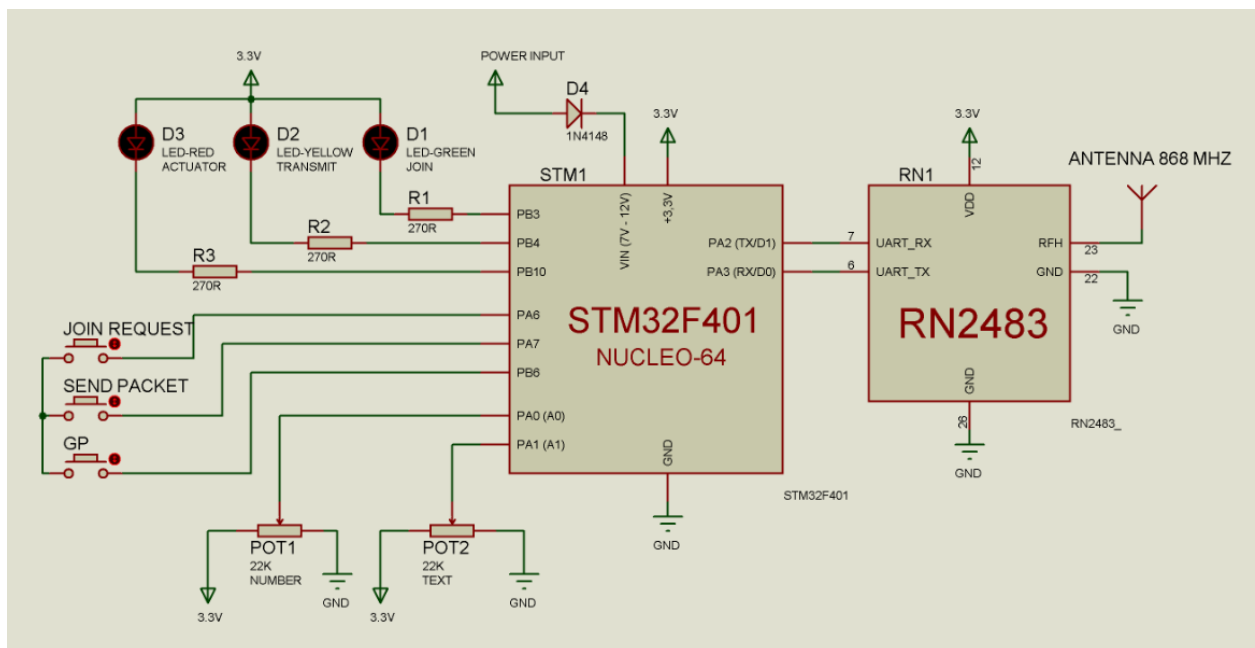 3.3V
POWER INPUT
D4
1N4148
3.3V
3.3V
12
ANTENNA 868 MHZ
D3
LED-RED
ACTUATOR
D2
LED-YELLOW
TRANSMIT
D1
LED-GREEN
JOIN
STM1
RN1
R1
270R
R2
270R
R3
270R
PB3
PB4
PB10
PA6
PA7
PB6
PA0 (A0)
PA1 (A1)
VIN (7V - 12V)
+3,3V
PA2 (TX/D1)
PA3 (RX/D0)
GND
STM32F401
NUCLEO-64
STM32F401
7
6
UART_RX
UART_TX
VDD
RFH
GND
23
22
GND
RN2483
GND
26
RN2483_
GND
GND
JOIN REQUEST
SEND PACKET
GP
POT1
22K
NUMBER
3.3V
GND
POT2
22K
TEXT
3.3V
GND